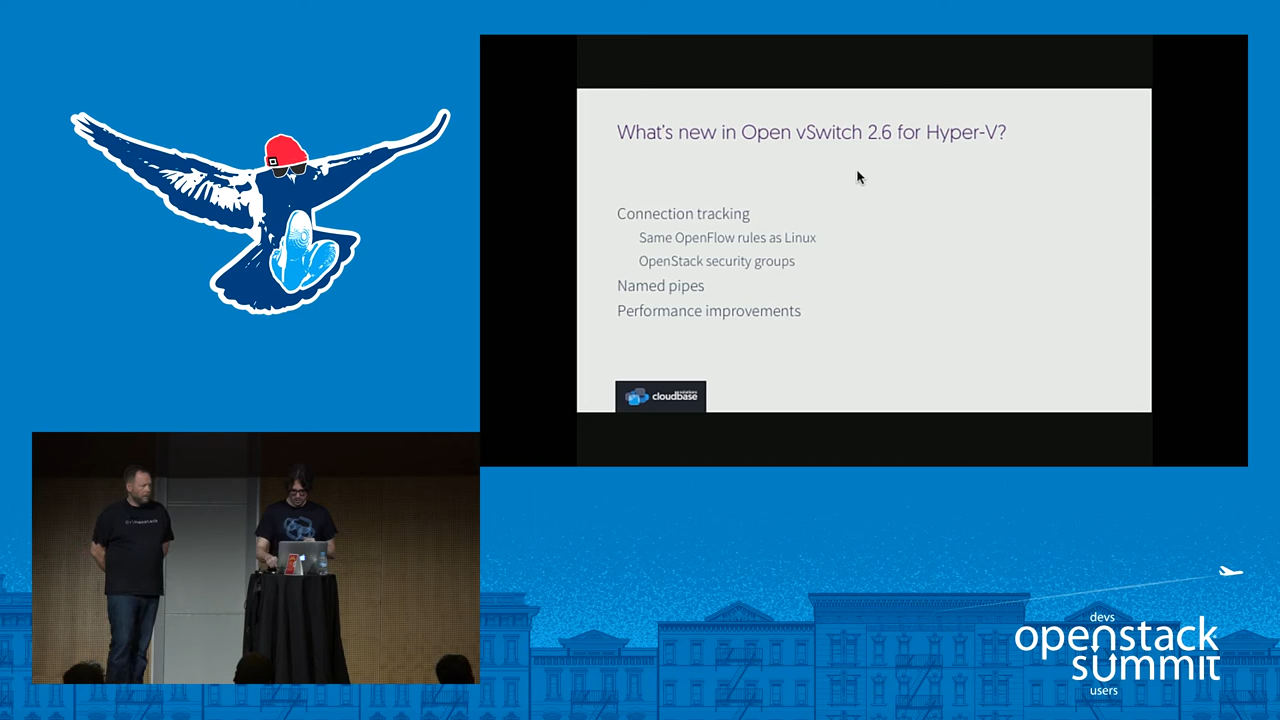 What's new in Open vSwitch 2.6 for Hyper-V?
Connection tracking
Same OpenFlow rules as Linux
OpenStack security groups
Named pipes
Performance improvements
cloudbase
solutions
devs
openstack
summit
users